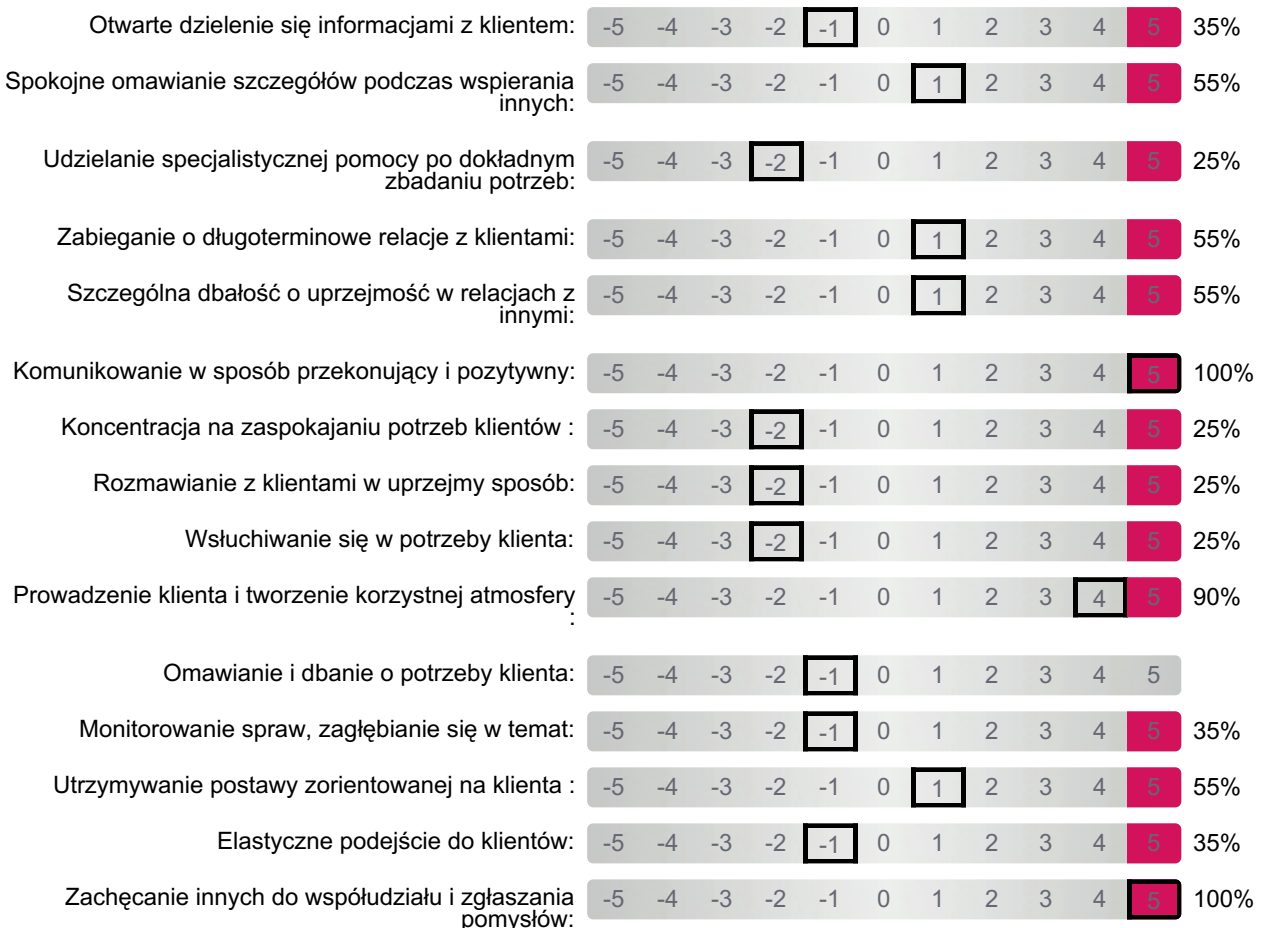 Otwarte dzielenie się informacjami z klientem: -5 -4 -3 -2 -1 0 1 2 3 4 5 35%
Spokojne omawianie szczegółów podczas wspierania
innych: -5 -4 -3 -2 -1 0 1 2 3 4 5 55%
Udzielanie specjalistycznej pomocy po dokładnym
zbadaniu potrzeb: -5 -4 -3 -2 -1 0 1 2 3 4 5 25%
Zabieganie o długoterminowe relacje z klientami: -5 -4 -3 -2 -1 0 1 2 3 4 5 55%
Szczególna dbałość o uprzejmość w relacjach z
innymi: -5 -4 -3 -2 -1 0 1 2 3 4 5 55%
Komunikowanie w sposób przekonujący i pozytywny: -5 -4 -3 -2 -1 0 1 2 3 4 5 100%
Koncentracja na zaspokajaniu potrzeb klientów : -5 -4 -3 -2 -1 0 1 2 3 4 5 25%
Rozmawianie z klientami w uprzejmy sposób: -5 -4 -3 -2 -1 0 1 2 3 4 5 25%
Wsłuchiwanie się w potrzeby klienta: -5 -4 -3 -2 -1 0 1 2 3 4 5 25%
Prowadzenie klienta i tworzenie korzystnej atmosfery
: -5 -4 -3 -2 -1 0 1 2 3 4 5 90%
Omawianie i dbanie o potrzeby klienta: -5 -4 -3 -2 -1 0 1 2 3 4 5
Monitorowanie spraw, zagłębianie się w temat: -5 -4 -3 -2 -1 0 1 2 3 4 5 35%
Utrzymywanie postawy zorientowanej na klienta : -5 -4 -3 -2 -1 0 1 2 3 4 5 55%
Elastyczne podejście do klientów: -5 -4 -3 -2 -1 0 1 2 3 4 5 35%
Zachęcanie innych do współudziału i zgłaszania
pomysłów: -5 -4 -3 -2 -1 0 1 2 3 4 5 100%